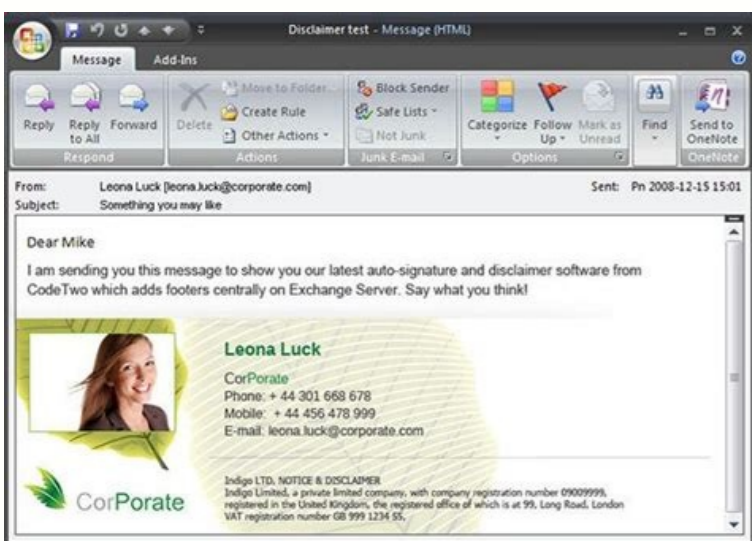 Disclaimer test - Message (HTML)
Message Add-Ins
Reply Reply to All Forward
Respond
Delete
Move to Folder...
Create Rule
Other Actions
Actions
Block Sender
Safe Lists
Not Junk
Junk E-mail
Categorize Follow Up Mark as Unread
Options
Find
Send to OneNote
OneNote
From: Leona Luck [leona.luck@corporate.com] Sent: Pn 2008-12-15 15:01
Subject: Something you may like
Dear Mike
I am sending you this message to show you our latest auto-signature and disclaimer software from
CodeTwo which adds footers centrally on Exchange Server. Say what you think!
Leona Luck
CorPorate
Phone: + 44 301 668 678
Mobile: + 44 456 478 999
E-mail: leona.luck@corporate.com
CorPorate
Indigo LTD, NOTICE & DISCLAIMER
Indigo Limited, a private limited company, with company registration number 09009999,
registered in the United Kingdom, the registered office of which is at 99, Long Road, London
VAT registration number GB 999 1234 55,